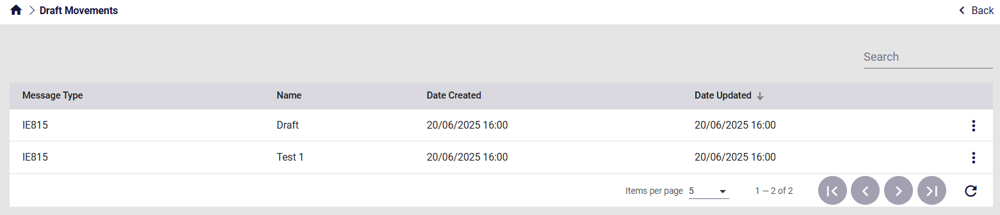 Draft Movements Back
Search
Message Type Name Date Created Date Updated
IE815 Draft 20/06/2025 16:00 20/06/2025 16:00
IE815 Test 1 20/06/2025 16:00 20/06/2025 16:00
Items per page 5 1 – 2 of 2